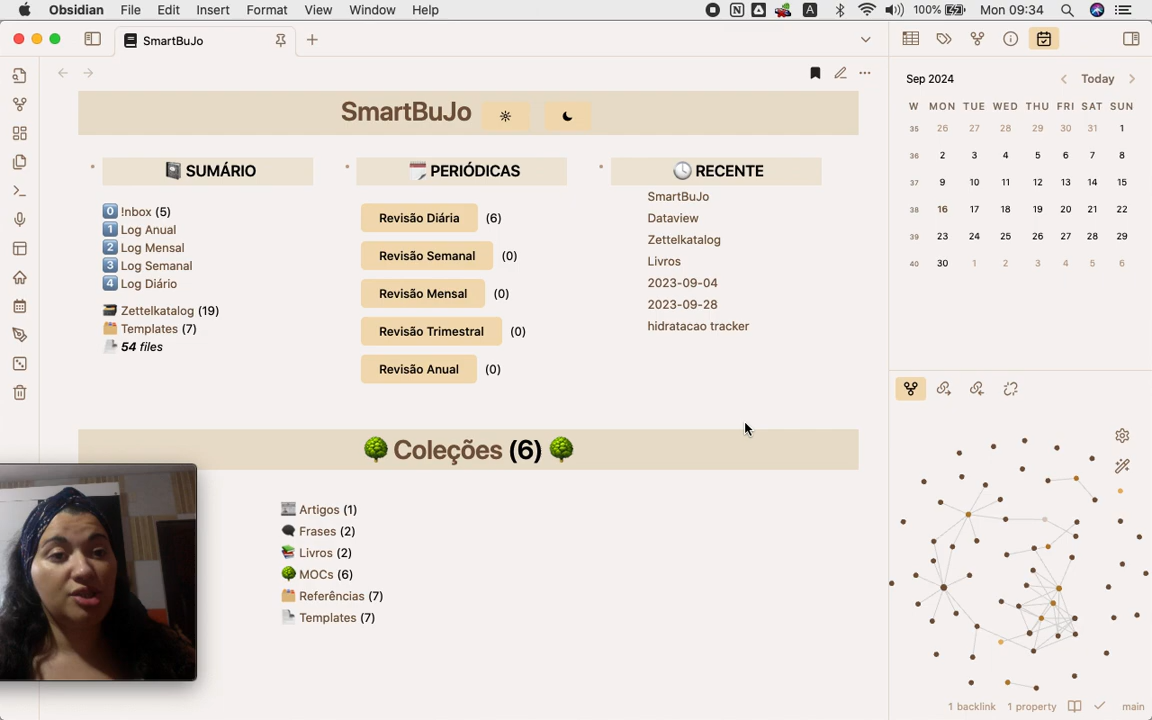 Obsidian File Edit Insert Format View Window Help 100% Mon 09:34
SmartBuJo
SmartBuJo
SUMÁRIO
!nbox (5)
Log Anual
Log Mensal
Log Semanal
Log Diário
Zettelkatalog (19)
Templates (7)
54 files
PERIÓDICAS
Revisão Diária (6)
Revisão Semanal (0)
Revisão Mensal (0)
Revisão Trimestral (0)
Revisão Anual (0)
RECENTE
SmartBuJo
Dataview
Zettelkatalog
Livros
2023-09-04
2023-09-28
hidratacao tracker
Coleções (6)
Artigos (1)
Frases (2)
Livros (2)
MOCs (6)
Referências (7)
Templates (7)
Sep 2024 Today
W MON TUE WED THU FRI SAT SUN
35 26 27 28 29 30 31 1
36 2 3 4 5 6 7 8
37 9 10 11 12 13 14 15
38 16 17 18 19 20 21 22
39 23 24 25 26 27 28 29
40 30 1 2 3 4 5 6
1 backlink 1 property main